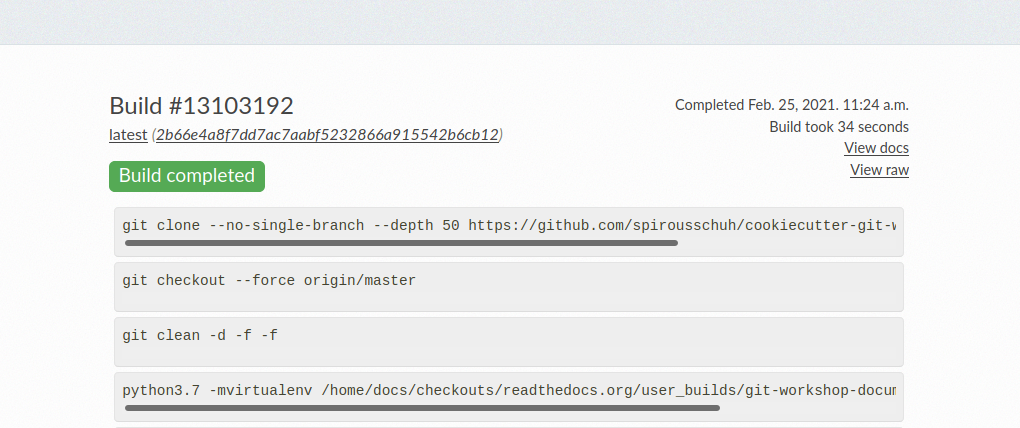 Build #13103192
latest (2b66e4a8f7dd7ac7aabf5232866a915542b6cb12)
Build completed
Completed Feb. 25, 2021. 11:24 a.m.
Build took 34 seconds
View docs
View raw
git clone --no-single-branch --depth 50 https://github.com/spirousschuh/cookiecutter-git-w
git checkout --force origin/master
git clean -d -f -f
python3.7 -mvirtualenv /home/docs/checkouts/readthedocs.org/user_builds/git-workshop-docum